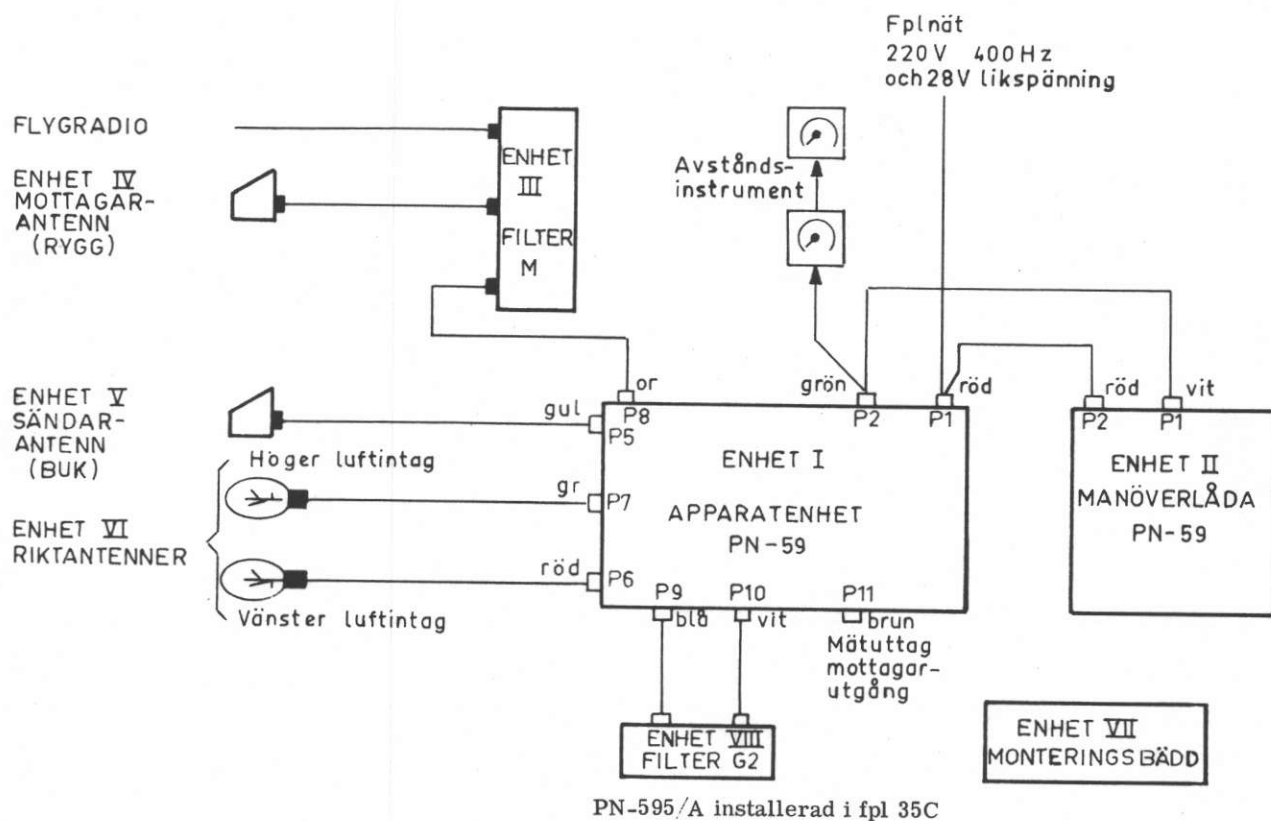 Fplnät
220 V 400 Hz
och 28V likspänning
FLYGRADIO
ENHET IV
MOTTAGAR-
ANTENN
(RYGG)
ENHET
III
FILTER
M
Avstånds-
instrument
ENHET V
SÄNDAR-
ANTENN
(BUK)
gul
or
P8
P5
grön
P2
röd
P1
röd
P2
vit
P1
Höger luftintag
gr
P7
ENHET VI
RIKTANTENNER
röd
P6
Vänster luftintag
ENHET I
APPARATENHET
PN-59
ENHET II
MANÖVERLÅDA
PN-59
P9
blå
P10
vit
P11
brun
Mätuttag
mottagar-
utgång
ENHET VIII
FILTER G2
ENHET VII
MONTERINGSBÄDD
PN-595/A installerad i fpl 35C